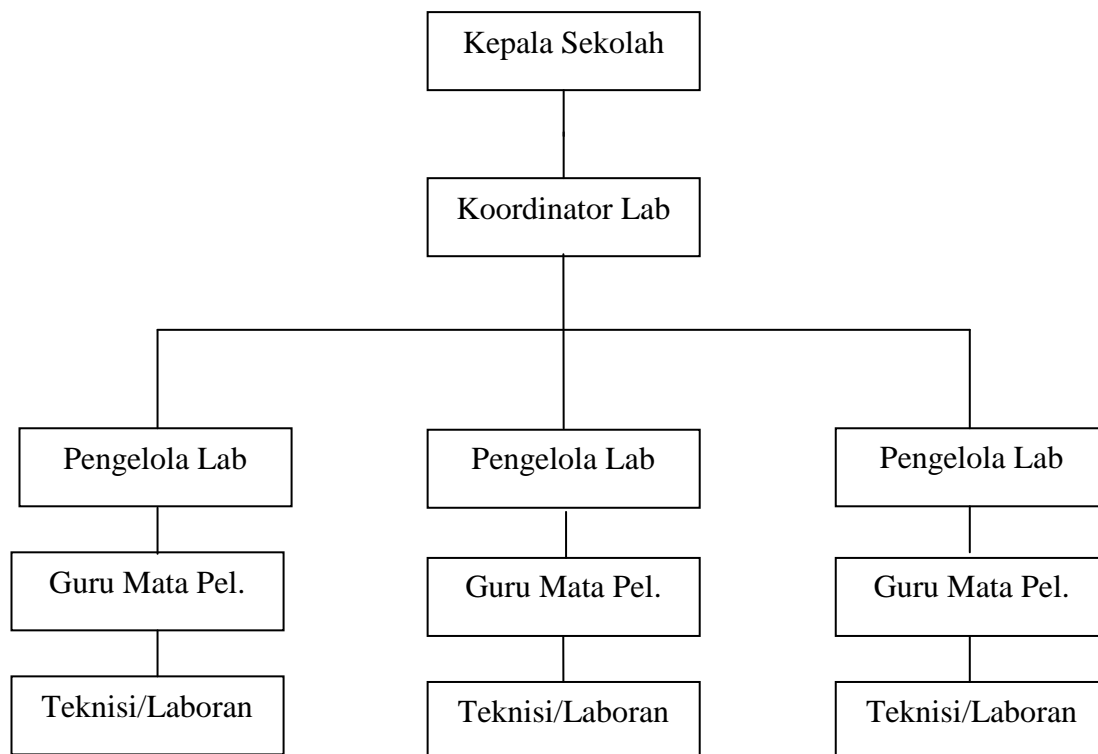 Kepala Sekolah
Koordinator Lab
Pengelola Lab
Pengelola Lab
Pengelola Lab
Guru Mata Pel.
Guru Mata Pel.
Guru Mata Pel.
Teknisi/Laboran
Teknisi/Laboran
Teknisi/Laboran